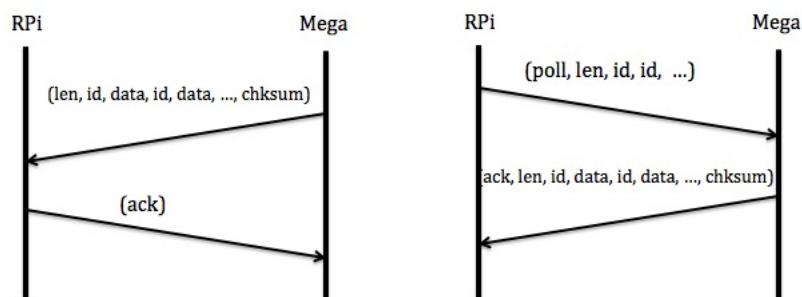 RPi Mega
(len, id, data, id, data, ..., chksum)
(ack)
RPi Mega
(poll, len, id, id, ...)
(ack, len, id, data, id, data, ..., chksum)